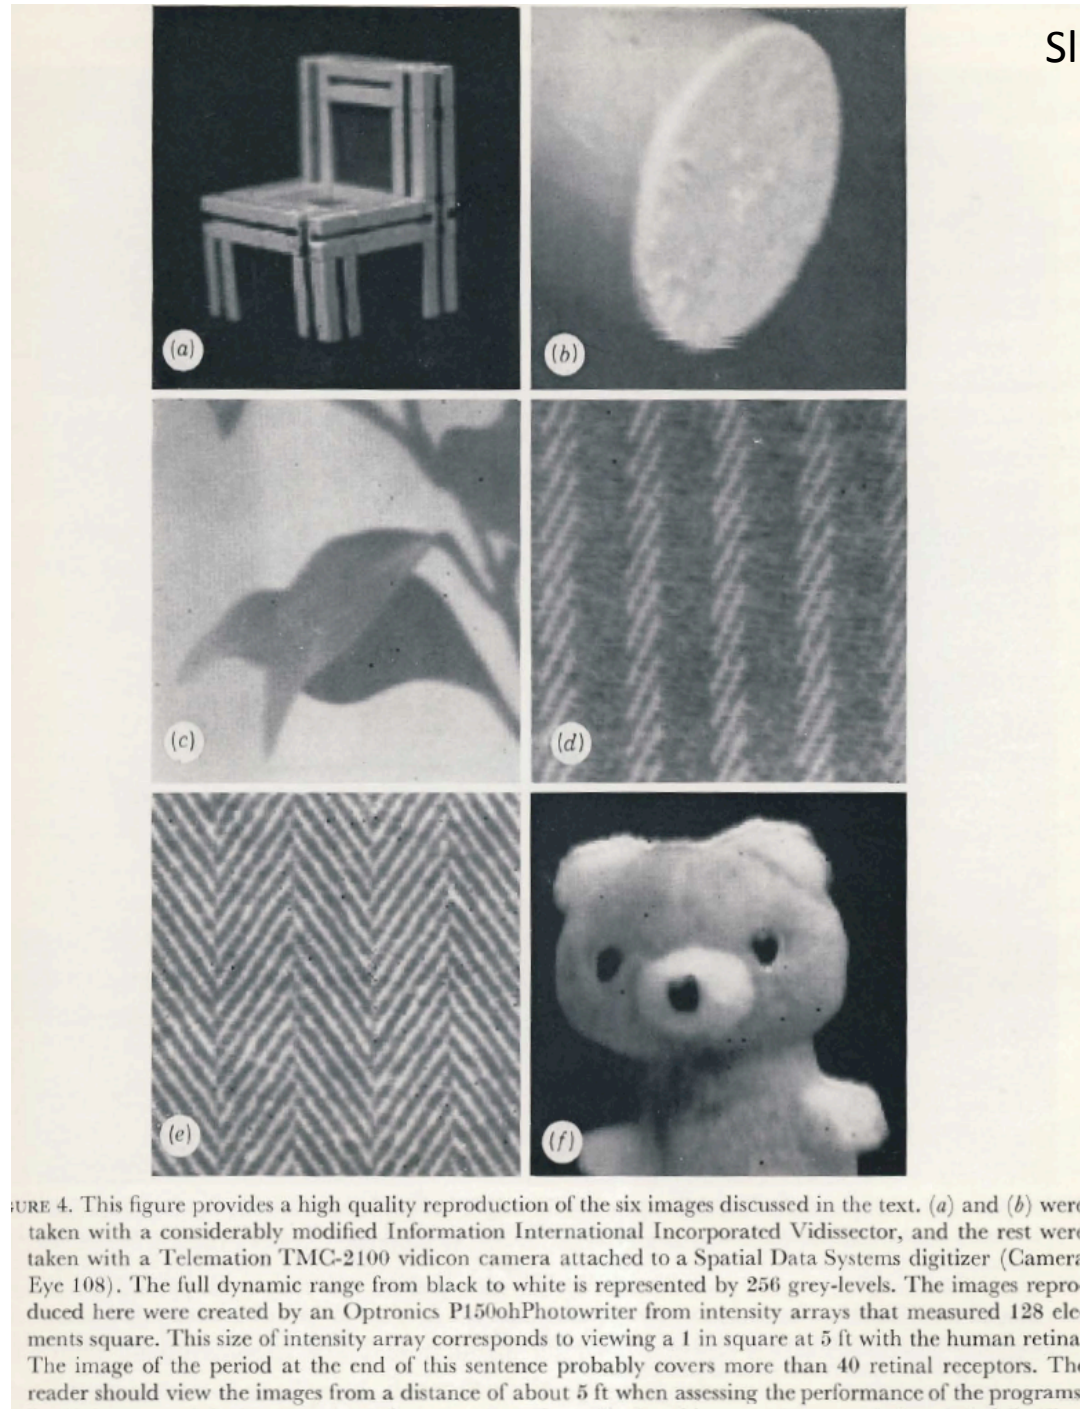 Sl
(a)
(b)
(c)
(d)
(e)
(f)
URE 4. This figure provides a high quality reproduction of the six images discussed in the text. (a) and (b) were
taken with a considerably modified Information International Incorporated Vidissector, and the rest were
taken with a Telemation TMC-2100 vidicon camera attached to a Spatial Data Systems digitizer (Camera
Eye 108). The full dynamic range from black to white is represented by 256 grey-levels. The images repro-
duced here were created by an Optronics P150ohPhotowriter from intensity arrays that measured 128 ele-
ments square. This size of intensity array corresponds to viewing a 1 in square at 5 ft with the human retina.
The image of the period at the end of this sentence probably covers more than 40 retinal receptors. The
reader should view the images from a distance of about 5 ft when assessing the performance of the programs.